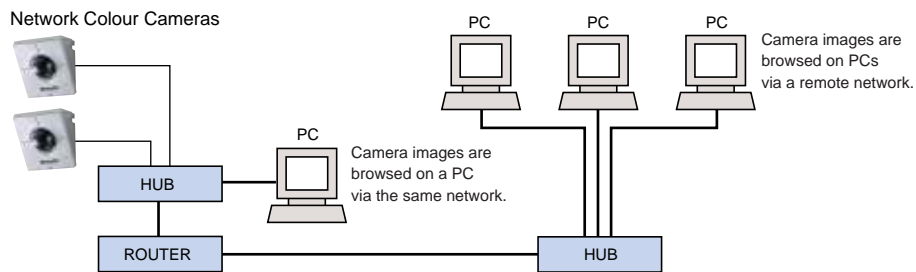 Network Colour Cameras
PC
PC
PC
Camera images are
browsed on PCs
via a remote network.
PC
Camera images are
browsed on a PC
via the same network.
HUB
ROUTER
HUB